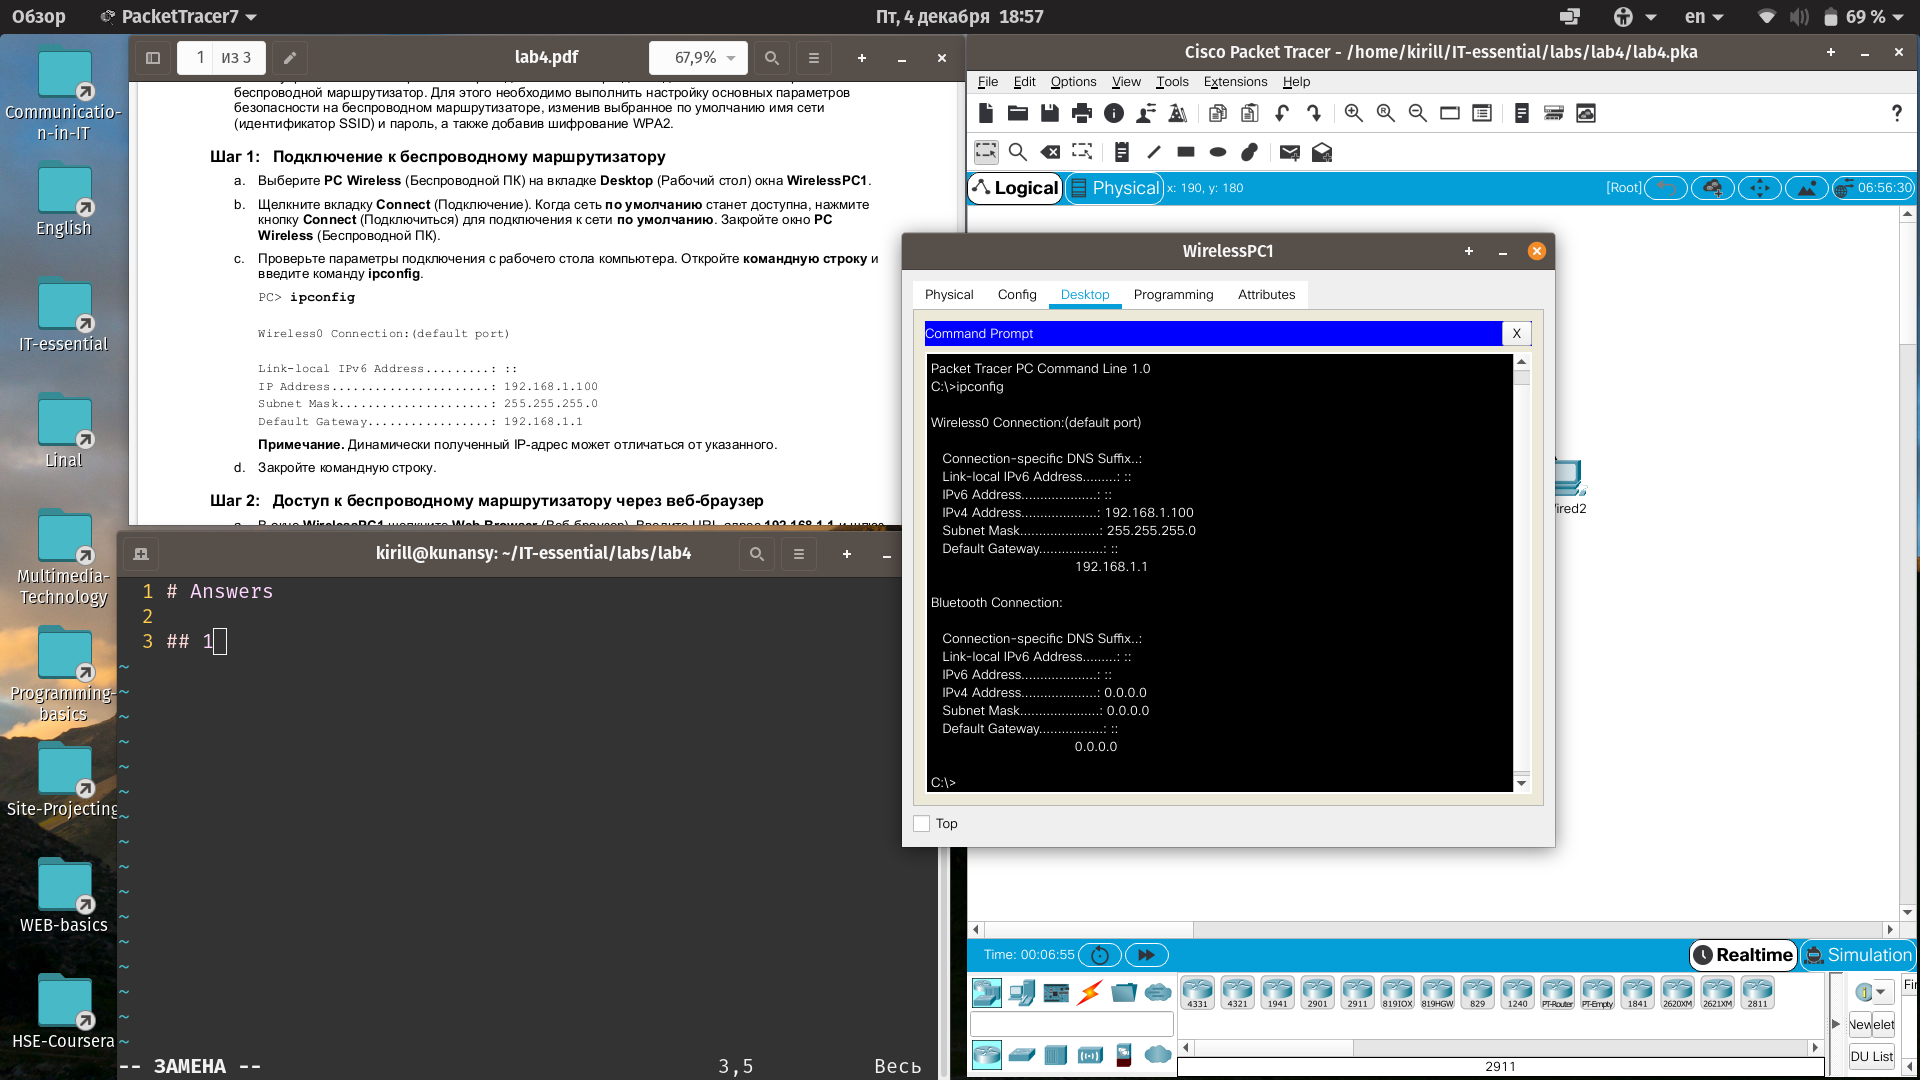 Обзор
PacketTracer7
Пт, 4 декабря 18:57
en
69 %
Communicatio-
n-in-IT
English
IT-essential
Linal
Multimedia-
Technology
Programming-
basics
Site-Projecting
WEB-basics
HSE-Coursera
1 из 3
lab4.pdf
67,9%
беспроводной маршрутизатор. Для этого необходимо выполнить настройку основных параметров
безопасности на беспроводном маршрутизаторе, изменив выбранное по умолчанию имя сети
(идентификатор SSID) и пароль, а также добавив шифрование WPA2.
Шаг 1: Подключение к беспроводному маршрутизатору
a. Выберите PC Wireless (Беспроводной ПК) на вкладке Desktop (Рабочий стол) окна WirelessPC1.
b. Щелкните вкладку Connect (Подключение). Когда сеть по умолчанию станет доступна, нажмите
кнопку Connect (Подключиться) для подключения к сети по умолчанию. Закройте окно PC
Wireless (Беспроводной ПК).
c. Проверьте параметры подключения с рабочего стола компьютера. Откройте командную строку и
введите команду ipconfig.
PC> ipconfig
Wireless0 Connection:(default port)
Link-local IPv6 Address.........: ::
IP Address......................: 192.168.1.100
Subnet Mask.....................: 255.255.255.0
Default Gateway.................: 192.168.1.1
Примечание. Динамически полученный IP-адрес может отличаться от указанного.
d. Закройте командную строку.
Шаг 2: Доступ к беспроводному маршрутизатору через веб-браузер
kirill@kunansy: ~/IT-essential/labs/lab4
1 # Answers
2
3 ## 1
-- ЗАМЕНА --
3,5
Весь
Cisco Packet Tracer - /home/kirill/IT-essential/labs/lab4/lab4.pka
File Edit Options View Tools Extensions Help
Logical
Physical
x: 190, y: 180
[Root]
06:56:30
WirelessPC1
Physical Config Desktop Programming Attributes
Command Prompt
X
Packet Tracer PC Command Line 1.0
C:\>ipconfig
Wireless0 Connection:(default port)
Connection-specific DNS Suffix..:
Link-local IPv6 Address.........: ::
IPv6 Address....................: ::
IPv4 Address....................: 192.168.1.100
Subnet Mask.....................: 255.255.255.0
Default Gateway.................: ::
192.168.1.1
Bluetooth Connection:
Connection-specific DNS Suffix..:
Link-local IPv6 Address.........: ::
IPv6 Address....................: ::
IPv4 Address....................: 0.0.0.0
Subnet Mask.....................: 0.0.0.0
Default Gateway.................: ::
0.0.0.0
C:\>
Top
ired2
Time: 00:06:55
Realtime
Simulation
4331 4321 1941 2901 2911 819IOX 819HGW 829 1240 PT-Router PT-Empty 1841 2620XM 2621XM 2811
Fir
New
elet
DU List
2911